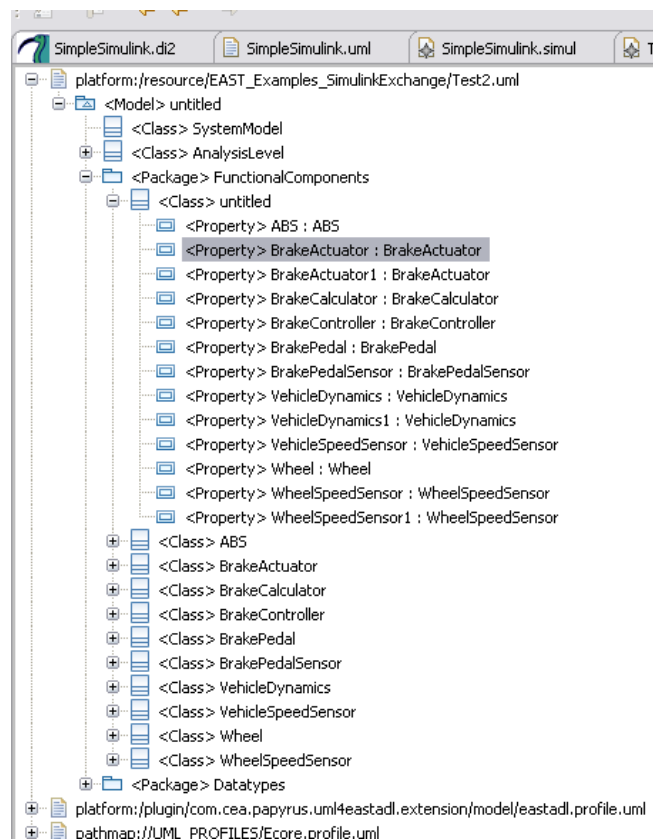 SimpleSimulink.di2 SimpleSimulink.uml SimpleSimulink.simul T
platform:/resource/EAST_Examples_SimulinkExchange/Test2.uml
<Model> untitled
<Class> SystemModel
<Class> AnalysisLevel
<Package> FunctionalComponents
<Class> untitled
<Property> ABS : ABS
<Property> BrakeActuator : BrakeActuator
<Property> BrakeActuator1 : BrakeActuator
<Property> BrakeCalculator : BrakeCalculator
<Property> BrakeController : BrakeController
<Property> BrakePedal : BrakePedal
<Property> BrakePedalSensor : BrakePedalSensor
<Property> VehicleDynamics : VehicleDynamics
<Property> VehicleDynamics1 : VehicleDynamics
<Property> VehicleSpeedSensor : VehicleSpeedSensor
<Property> Wheel : Wheel
<Property> WheelSpeedSensor : WheelSpeedSensor
<Property> WheelSpeedSensor1 : WheelSpeedSensor
<Class> ABS
<Class> BrakeActuator
<Class> BrakeCalculator
<Class> BrakeController
<Class> BrakePedal
<Class> BrakePedalSensor
<Class> VehicleDynamics
<Class> VehicleSpeedSensor
<Class> Wheel
<Class> WheelSpeedSensor
<Package> Datatypes
platform:/plugin/com.cea.papyrus.uml4eastadl.extension/model/eastadl.profile.uml
pathmap://UML_PROFILES/Ecore.profile.uml